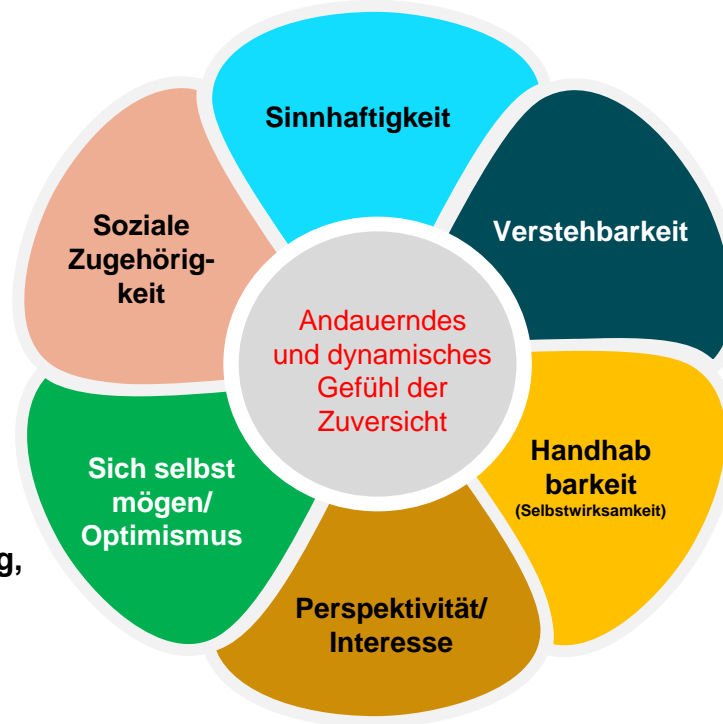 Sinnhaftigkeit
Verstehbarkeit
Handhab
barkeit
(Selbstwirksamkeit)
Perspektivität/
Interesse
Sich selbst
mögen/
Optimismus
Soziale
Zugehörig-
keit
Andauerndes
und dynamisches
Gefühl der
Zuversicht
g,